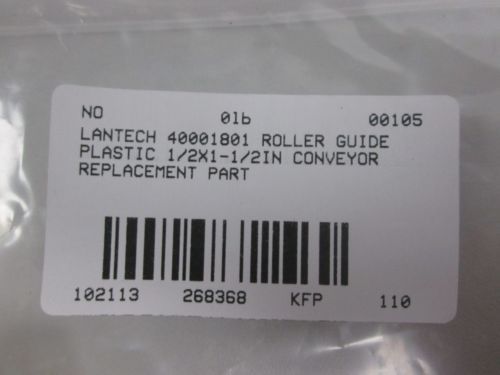 NO 0lb 00105
LANTECH 40001801 ROLLER GUIDE
PLASTIC 1/2X1-1/2IN CONVEYOR
REPLACEMENT PART
102113 268368 KFP 110